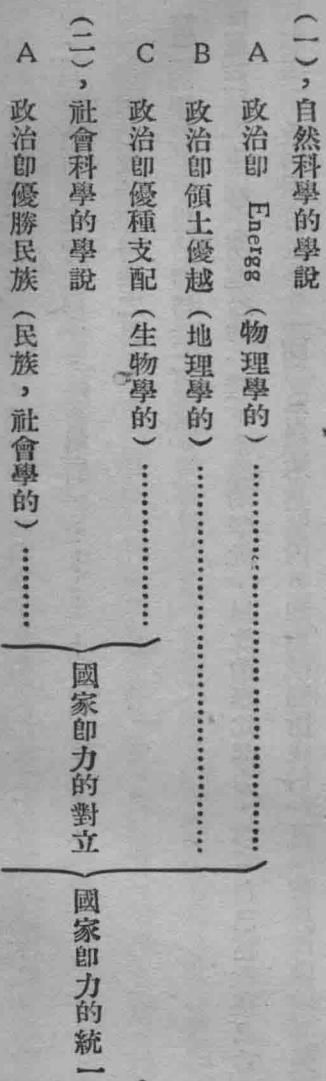 (一)，自然科學的學說
A 政治卽 Energg (物理學的)…………………………
B 政治卽領土優越 (地理學的)…………………………
C 政治卽優種支配 (生物學的)…………
(二)，社會科學的學說
A 政治卽優勝民族 (民族，社會學的)………
國家卽力的對立
國家卽力的統一